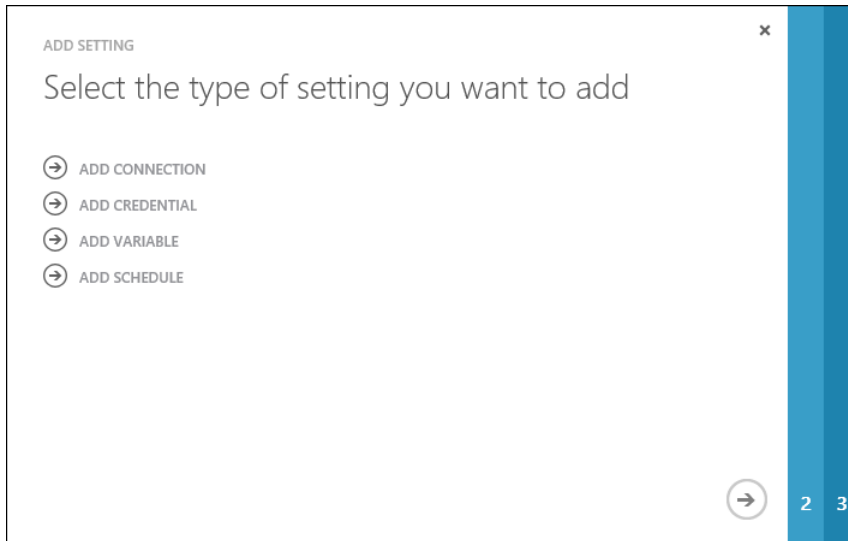 ADD SETTING
Select the type of setting you want to add
ADD CONNECTION
ADD CREDENTIAL
ADD VARIABLE
ADD SCHEDULE
2 3